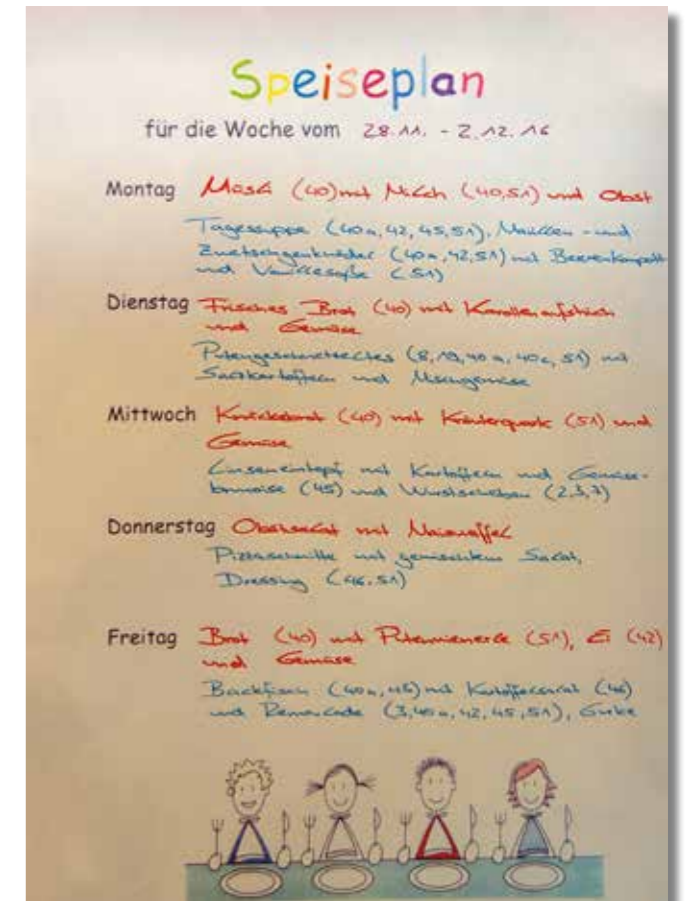 Speiseplan
für die Woche vom 28.11. - 2.12.16
Montag Müsli (40) mit Milch (40,51) und Obst
Tagessuppe (40a,42,45,51), Marillen- und
Zwetschgenknödel (40a,42,51) mit Beerenkompott
und Vanillesoße (51)
Dienstag Frisches Brot (40) mit Karottenaufstrich
und Gemüse
Putengeschnetzeltes (8,19,40a,40c,51) mit
Salzkartoffeln und Mischgemüse
Mittwoch Knäckebrot (40) mit Kräuterquark (51) und
Gemüse
Linseneintopf mit Kartoffeln und Gemüse-
brunoise (45) und Wurstscheiben (2,3,7)
Donnerstag Obstsalat mit Maiswaffel
Pizzaschnitte mit gemischtem Salat,
Dressing (46,51)
Freitag Brot (40) mit Putenwienerle (51), Ei (42)
und Gemüse
Backfisch (40a,45) mit Kartoffelsalat (46)
und Remoulade (3,40a,42,45,51), Gurke